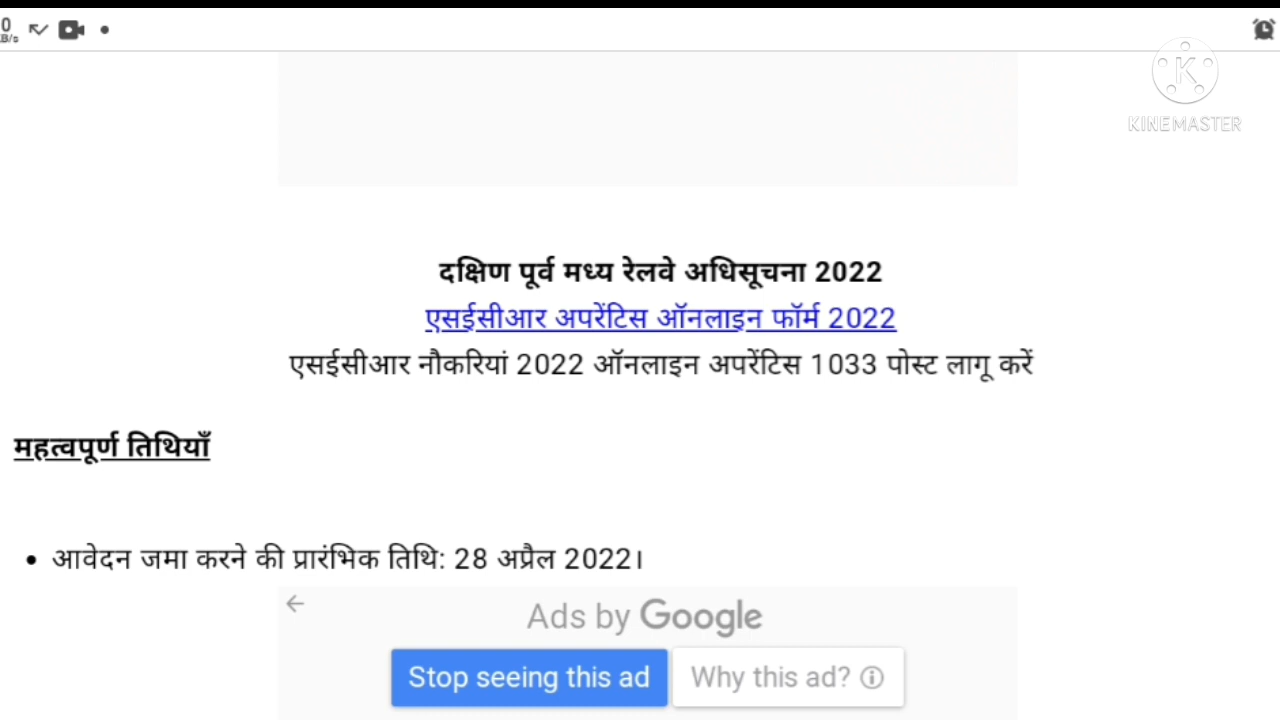 0
B/s
K
KINEMASTER
दक्षिण पूर्व मध्य रेलवे अधिसूचना 2022
एसईसीआर अपरेंटिस ऑनलाइन फॉर्म 2022
एसईसीआर नौकरियां 2022 ऑनलाइन अपरेंटिस 1033 पोस्ट लागू करें
महत्वपूर्ण तिथियाँ
• आवेदन जमा करने की प्रारंभिक तिथि: 28 अप्रैल 2022।
Ads by Google
Stop seeing this ad
Why this ad?